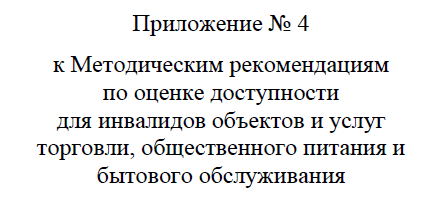 Приложение № 4
к Методическим рекомендациям
по оценке доступности
для инвалидов объектов и услуг
торговли, общественного питания и
бытового обслуживания